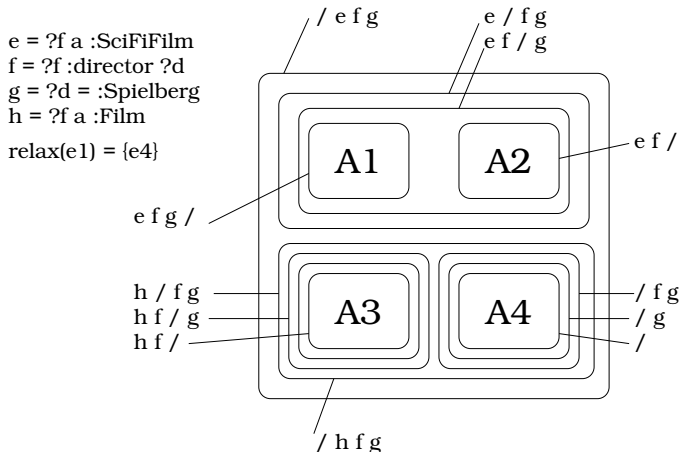 / e f g
e / f g
e f / g
e = ?f a :SciFiFilm
f = ?f :director ?d
g = ?d = :Spielberg
h = ?f a :Film
relax(e1) = {e4}
A1
A2
e f /
e f g /
h / f g
h f / g
h f /
A3
A4
/ f g
/ g
/
/ h f g